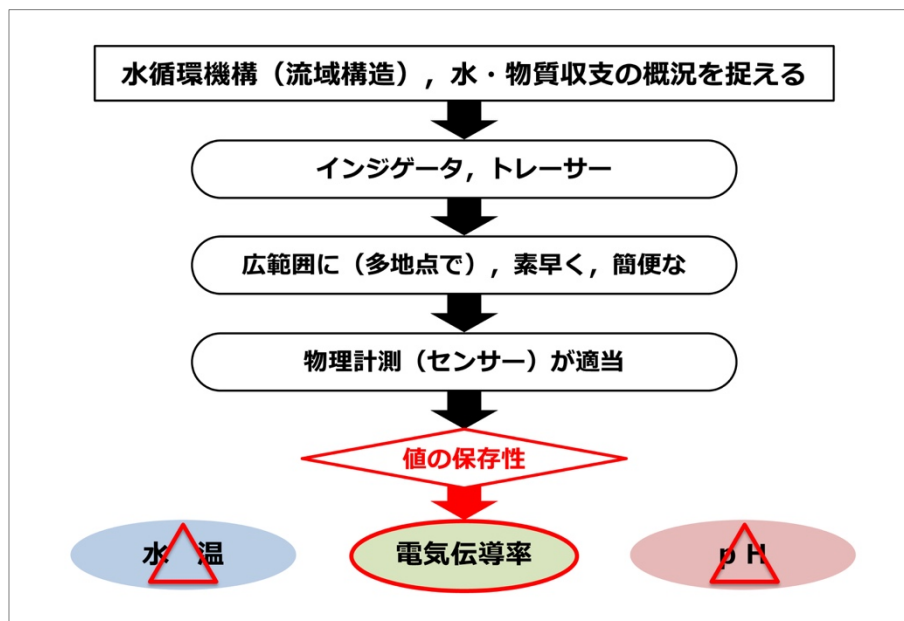 水循環機構（流域構造），水・物質収支の概況を捉える
インジゲータ，トレーサー
広範囲に（多地点で），素早く，簡便な
物理計測（センサー）が適当
値の保存性
水　温
電気伝導率
ｐＨ